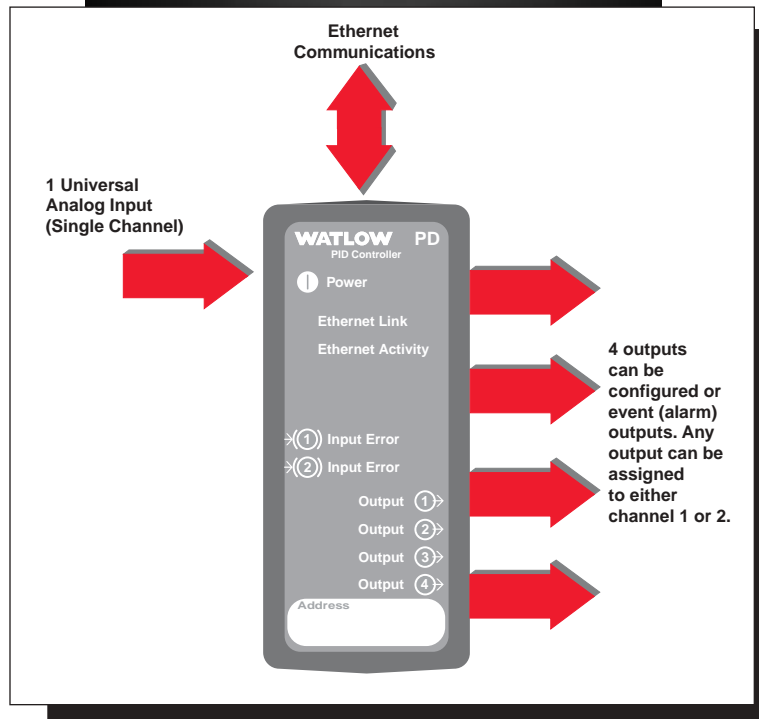 Ethernet
Communications
1 Universal
Analog Input
(Single Channel)
WATLOW PD
PID Controller
Power
Ethernet Link
Ethernet Activity
1 Input Error
2 Input Error
Output 1
Output 2
Output 3
Output 4
Address
4 outputs
can be
configured or
event (alarm)
outputs. Any
output can be
assigned
to either
channel 1 or 2.